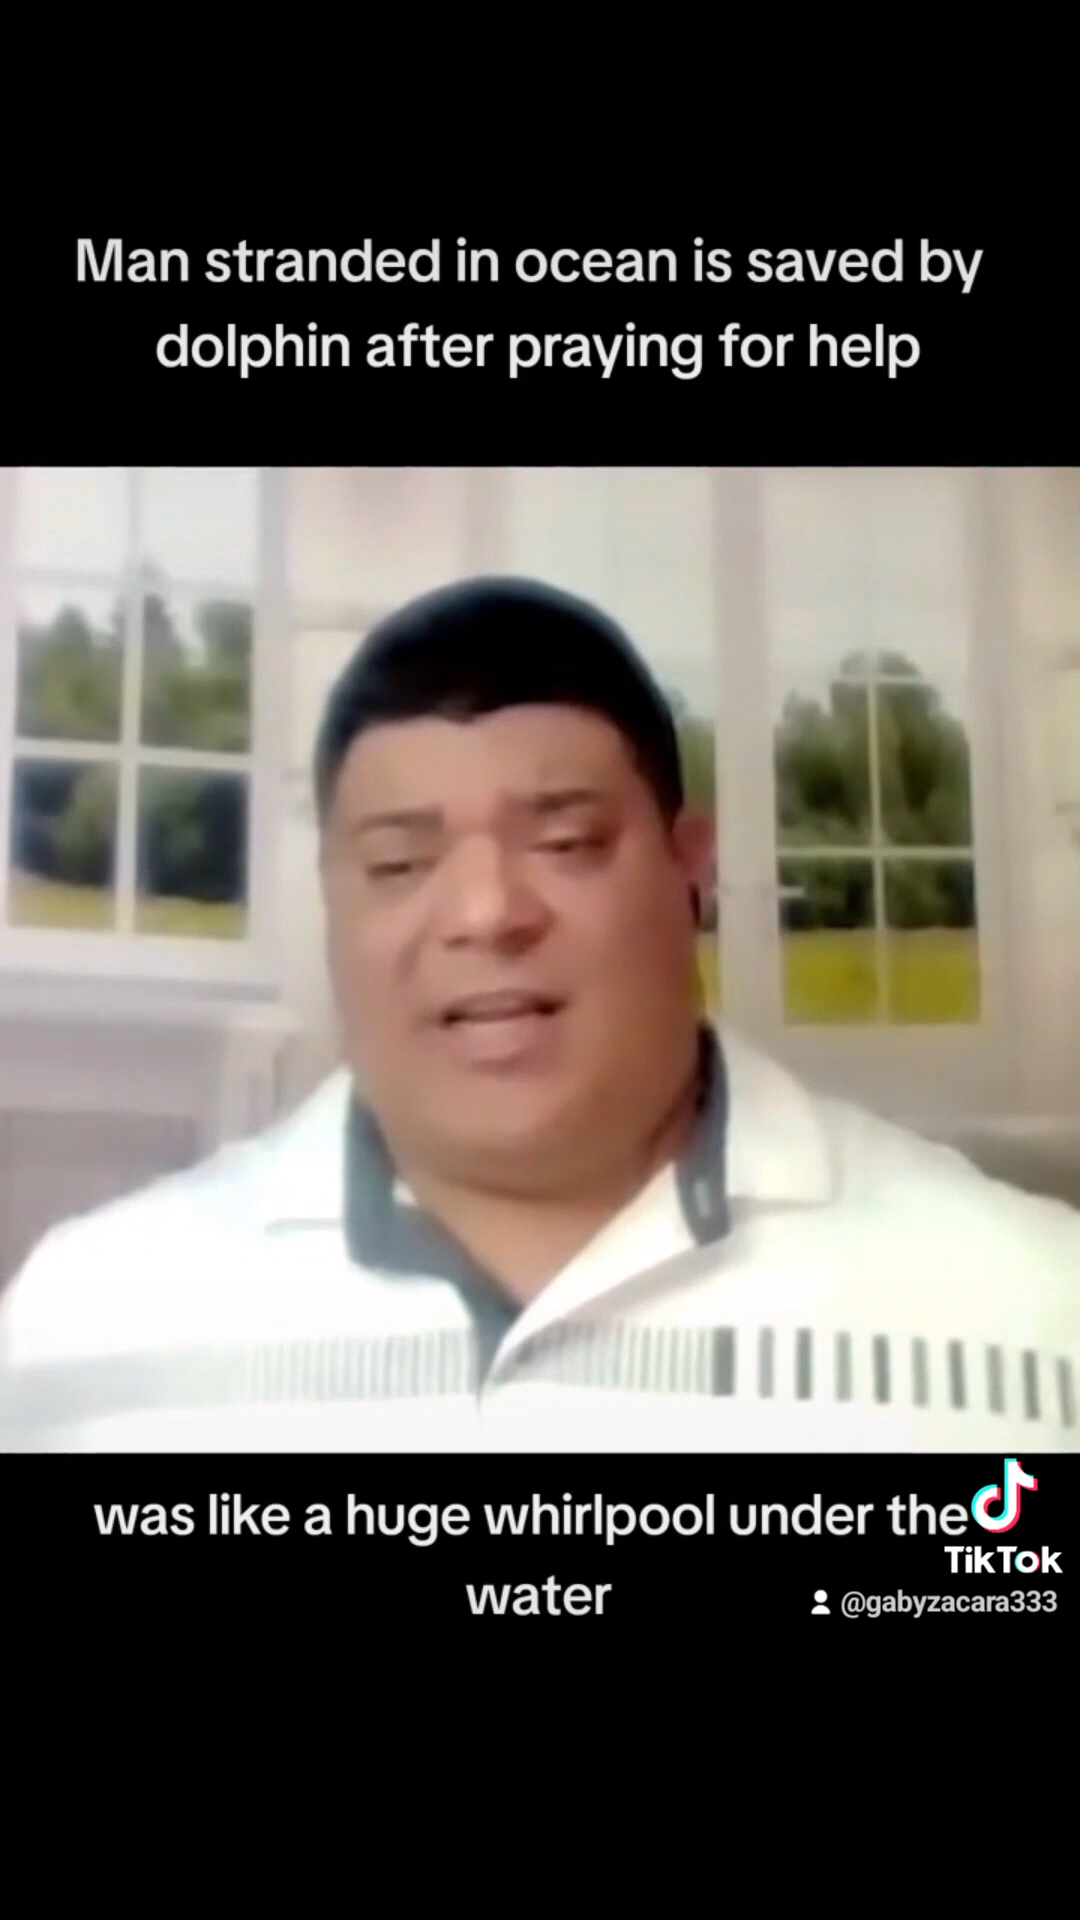 Man stranded in ocean is saved by
dolphin after praying for help
was like a huge whirlpool under the
water
TikTok
@gabyzacara333